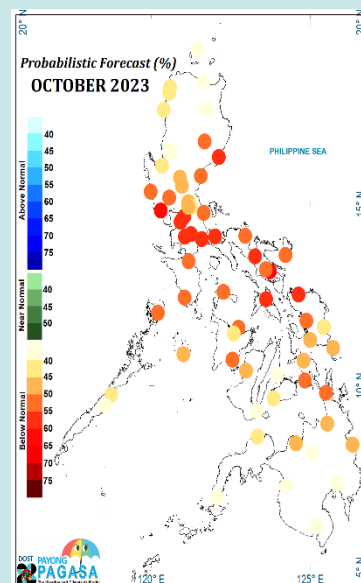 20°N
Probabilistic Forecast (%)
OCTOBER 2023
PHILIPPINE SEA
Above Normal
40
45
50
55
60
65
70
75
Near Normal
40
45
50
Below Normal
40
45
50
55
60
65
70
75
15°N
10°N
5°N
120°E
125°E
DOST
PAYONG
PAGASA